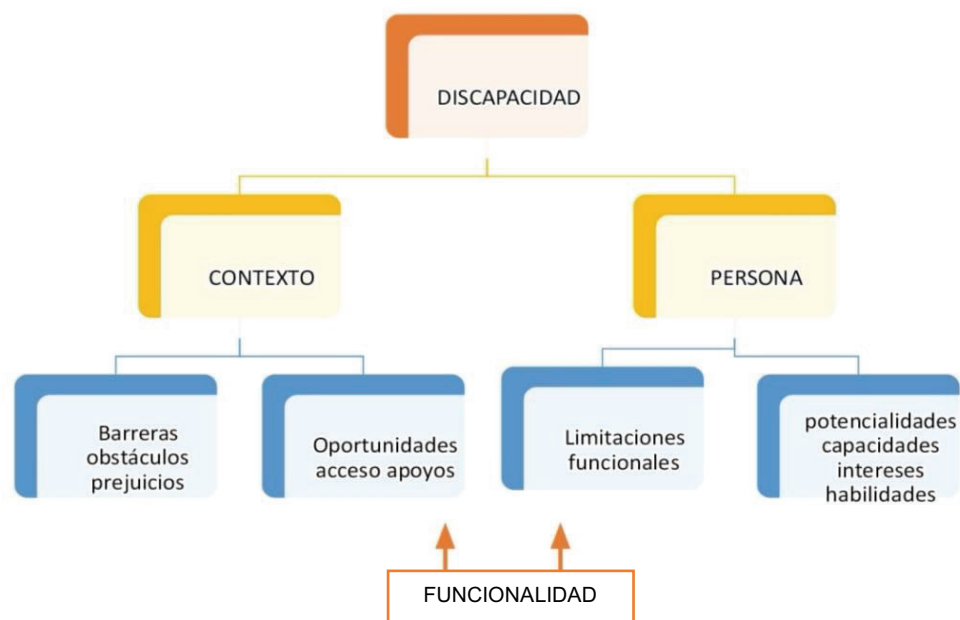 DISCAPACIDAD
CONTEXTO
PERSONA
Barreras
obstáculos
prejuicios
Oportunidades
acceso apoyos
Limitaciones
funcionales
potencialidades
capacidades
intereses
habilidades
FUNCIONALIDAD